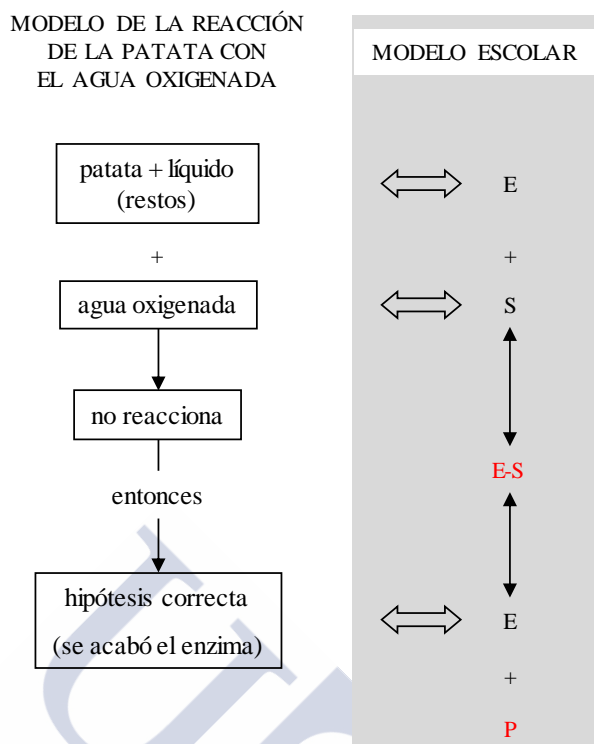 MODELO DE LA REACCIÓN
DE LA PATATA CON
EL AGUA OXIGENADA
MODELO ESCOLAR
patata + líquido
(restos)
E
+
+
agua oxigenada
S
no reacciona
E-S
entonces
hipótesis correcta
(se acabó el enzima)
E
+
P